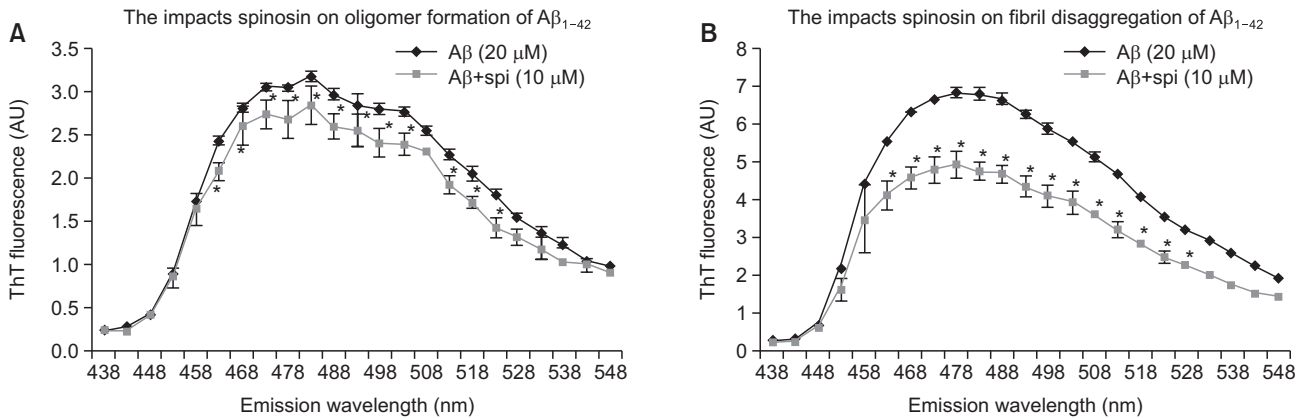 A
The impacts spinosin on oligomer formation of Aβ1–42
Aβ (20 μM)
Aβ+spi (10 μM)
ThT fluorescence (AU)
3.5
3.0
2.5
2.0
1.5
1.0
0.5
0.0
* * * * * * * * * * * * *
438 448 458 468 478 488 498 508 518 528 538 548
Emission wavelength (nm)
B
The impacts spinosin on fibril disaggregation of Aβ1–42
Aβ (20 μM)
Aβ+spi (10 μM)
ThT fluorescence (AU)
8
7
6
5
4
3
2
1
0
* * * * * * * * * * * * * *
438 448 458 468 478 488 498 508 518 528 538 548
Emission wavelength (nm)